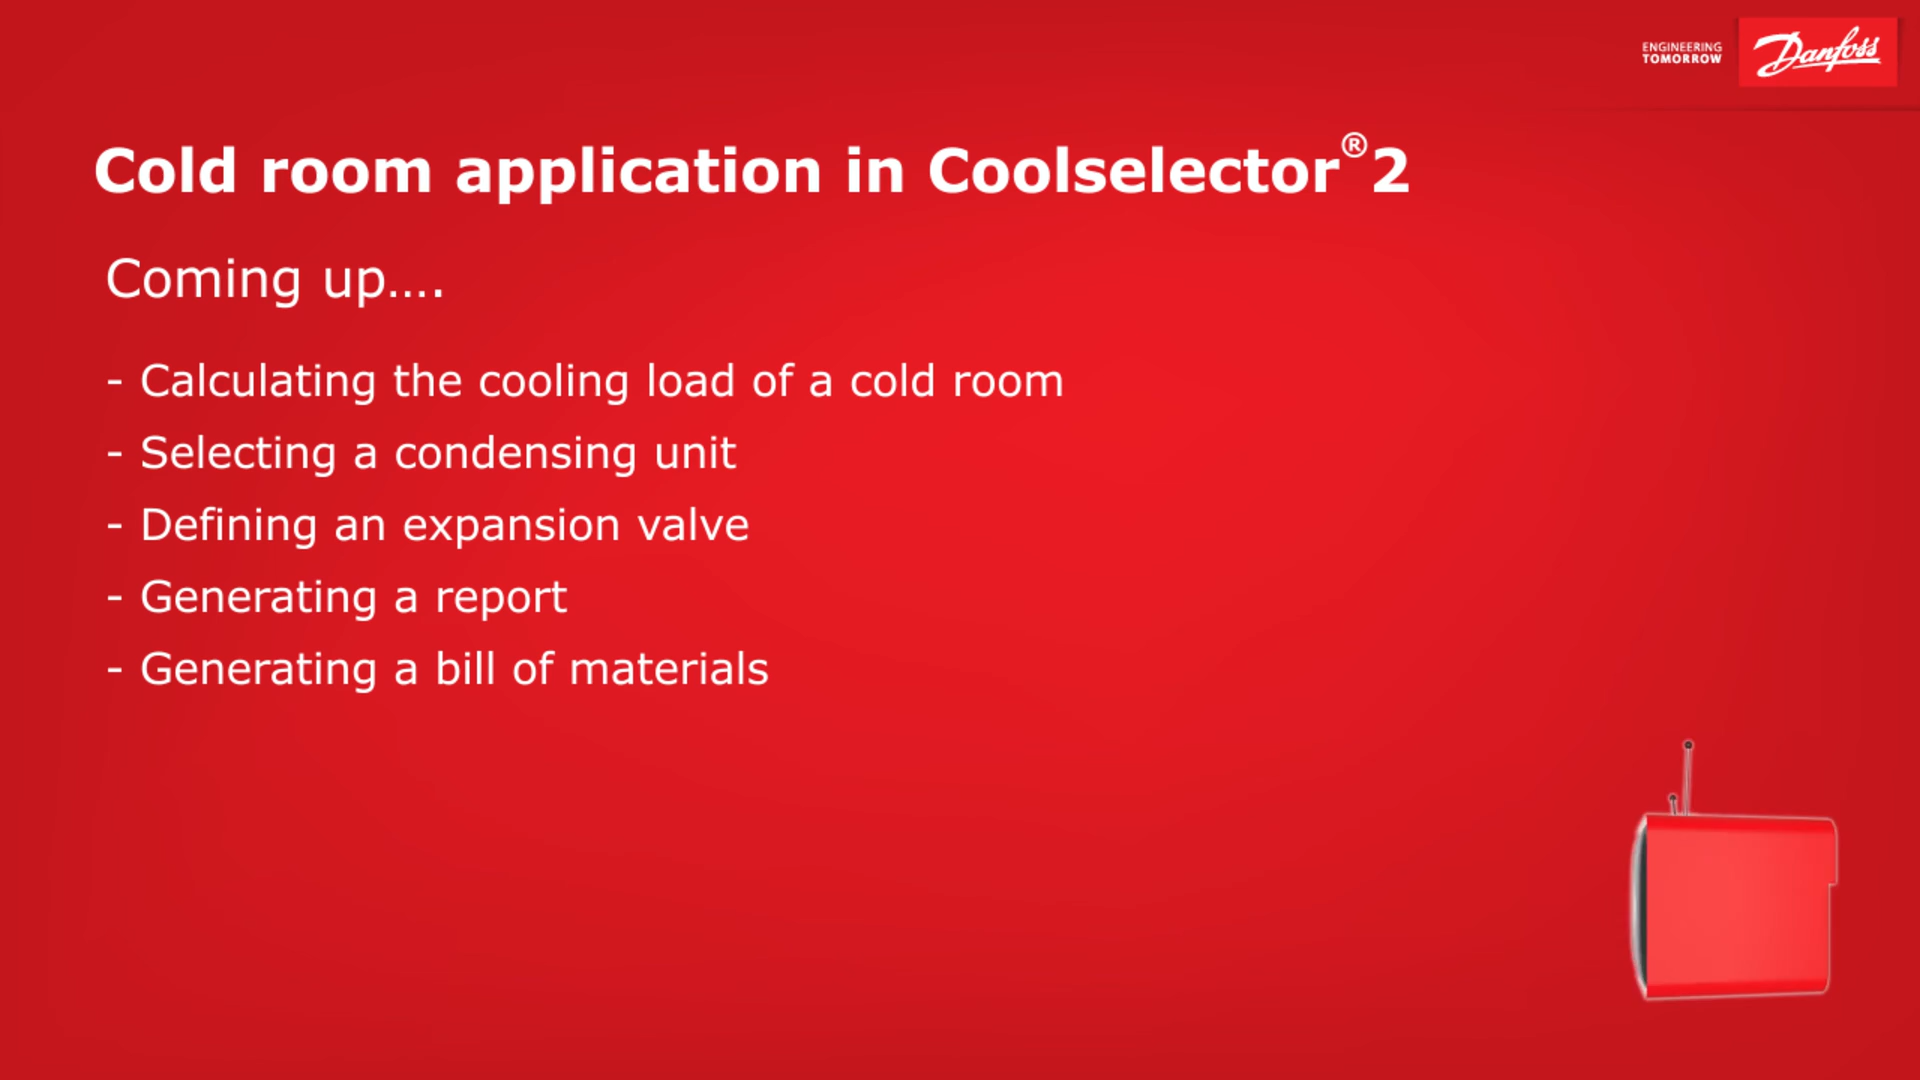 ENGINEERING
TOMORROW
Danfoss
Cold room application in Coolselector®2
Coming up....
- Calculating the cooling load of a cold room
- Selecting a condensing unit
- Defining an expansion valve
- Generating a report
- Generating a bill of materials